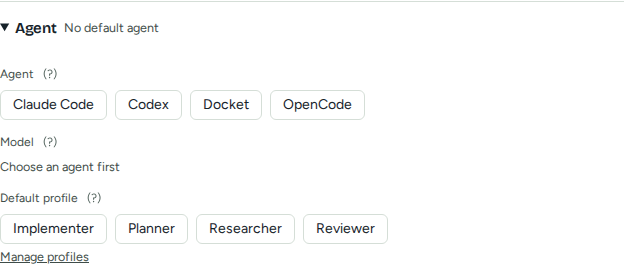 Agent No default agent
Agent (?)
Claude Code Codex Docket OpenCode
Model (?)
Choose an agent first
Default profile (?)
Implementer Planner Researcher Reviewer
Manage profiles